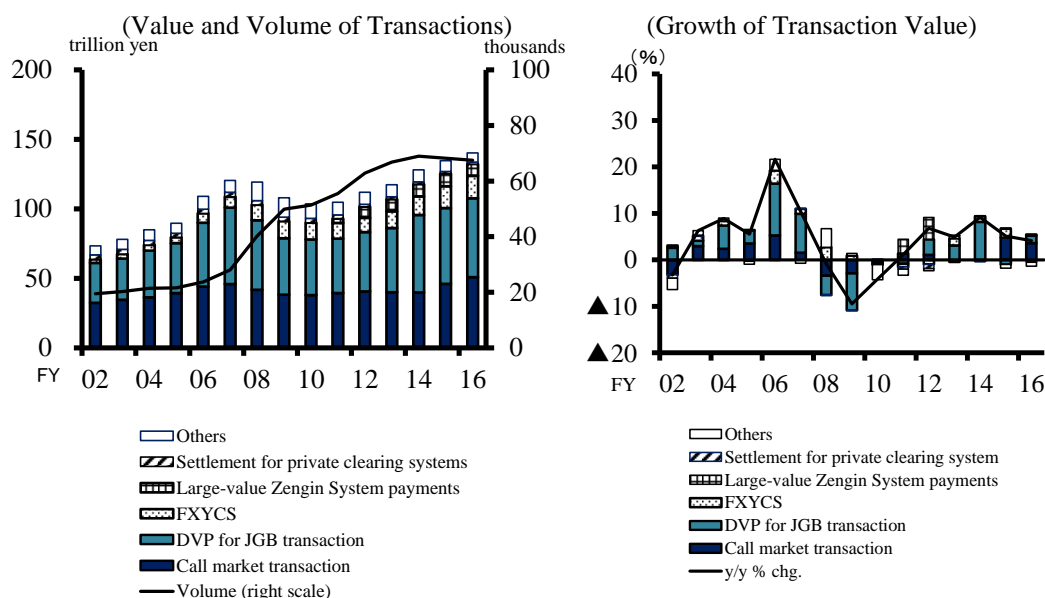 (Value and Volume of Transactions)
trillion yen
thousands
200
150
100
50
0
100
80
60
40
20
0
FY
02 04 06 08 10 12 14 16
Others
Settlement for private clearing systems
Large-value Zengin System payments
FXYCS
DVP for JGB transaction
Call market transaction
Volume (right scale)
(Growth of Transaction Value)
(%)
40
30
20
10
0
▲ 10
▲ 20
FY
02 04 06 08 10 12 14 16
Others
Settlement for private clearing system
Large-value Zengin System payments
FXYCS
DVP for JGB transaction
Call market transaction
y/y % chg.